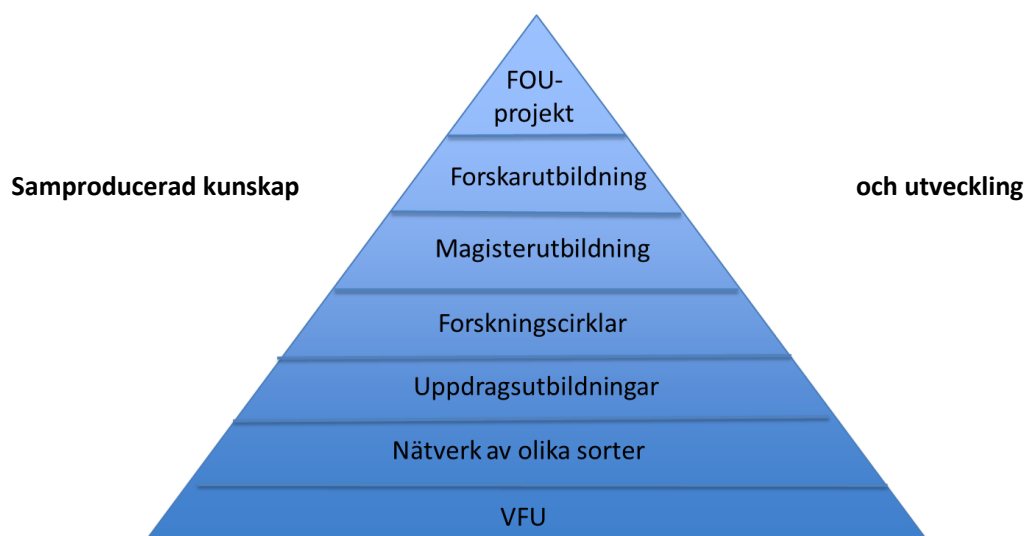 FOU-
projekt
Forskarutbildning
Samproducerad kunskap
och utveckling
Magisterutbildning
Forskningscirklar
Uppdragsutbildningar
Nätverk av olika sorter
VFU